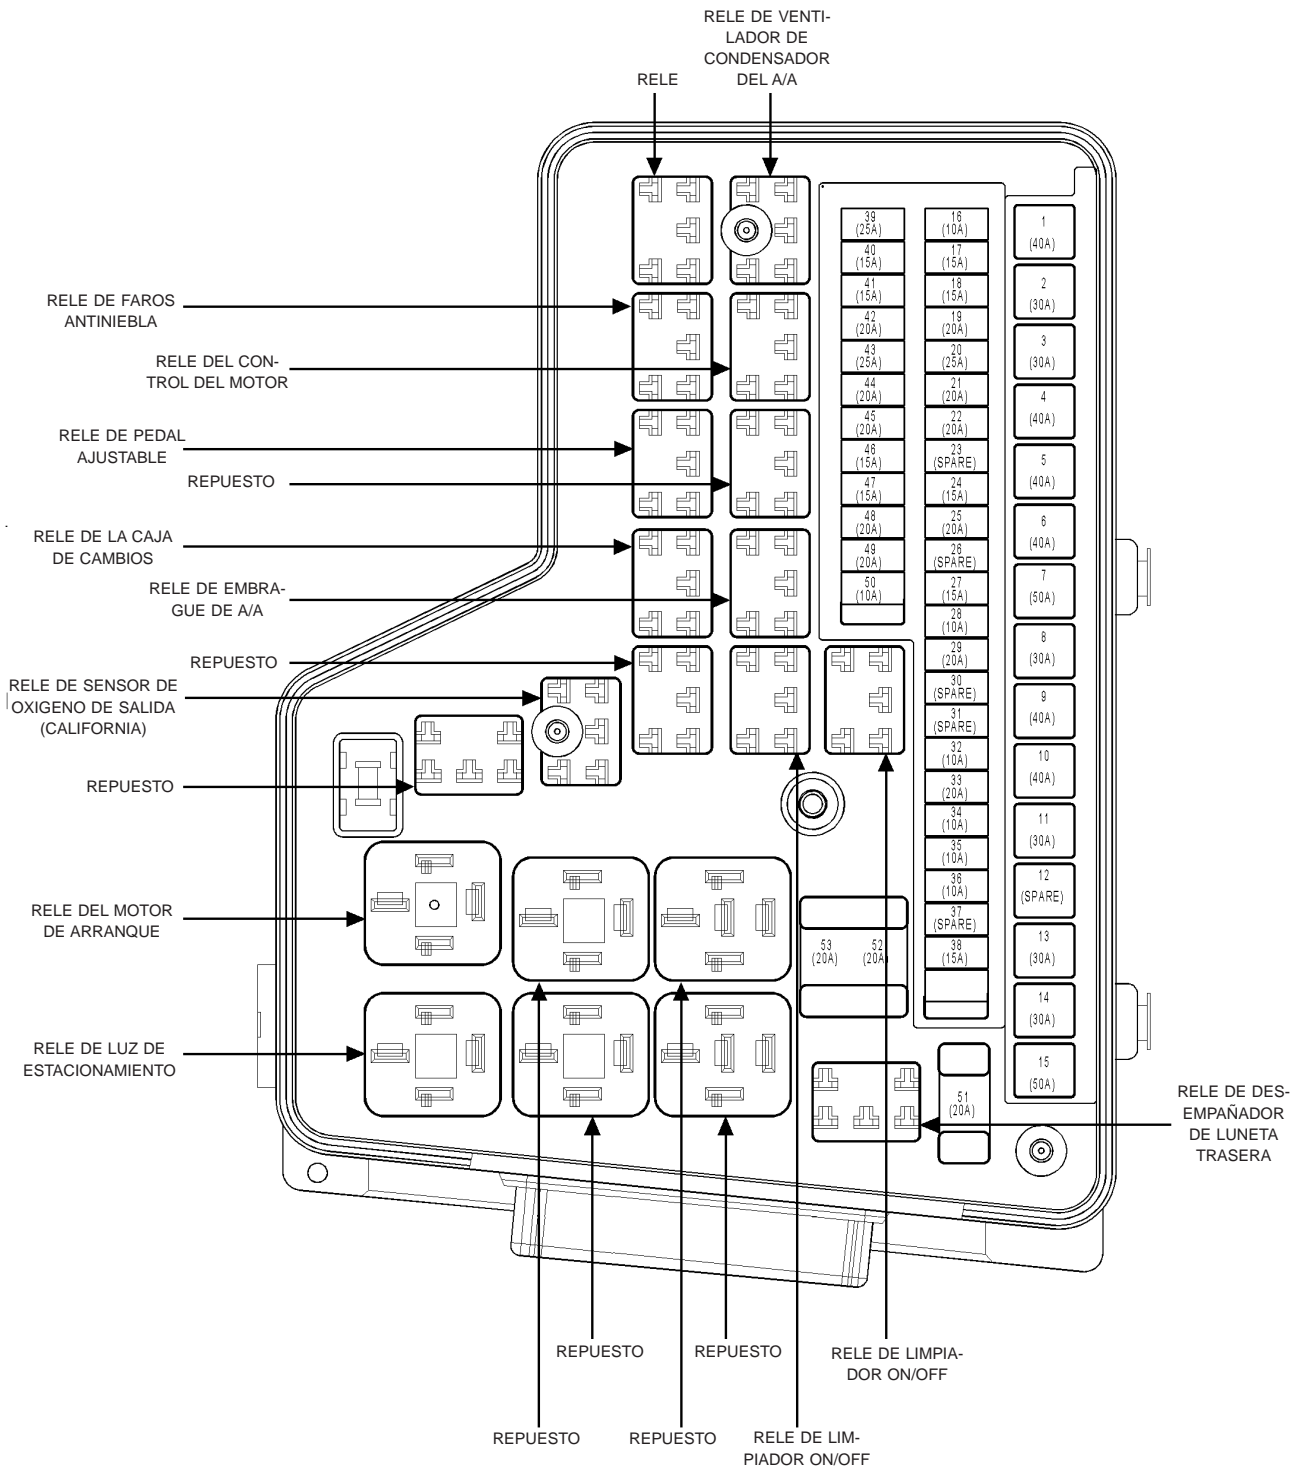 RELE DE VENTI-
LADOR DE
CONDENSADOR
DEL A/A
RELE
RELE DE FAROS
ANTINIEBLA
RELE DEL CON-
TROL DEL MOTOR
RELE DE PEDAL
AJUSTABLE
REPUESTO
RELE DE LA CAJA
DE CAMBIOS
RELE DE EMBRA-
GUE DE A/A
REPUESTO
RELE DE SENSOR DE
OXIGENO DE SALIDA
(CALIFORNIA)
REPUESTO
RELE DEL MOTOR
DE ARRANQUE
RELE DE LUZ DE
ESTACIONAMIENTO
39
(25A)
40
(15A)
41
(15A)
42
(20A)
43
(25A)
44
(20A)
45
(20A)
46
(15A)
47
(15A)
48
(20A)
49
(20A)
50
(10A)
16
(10A)
17
(15A)
18
(15A)
19
(20A)
20
(25A)
21
(20A)
22
(20A)
23
(SPARE)
24
(15A)
25
(20A)
26
(SPARE)
27
(15A)
28
(10A)
29
(20A)
30
(SPARE)
31
(SPARE)
32
(10A)
33
(20A)
34
(10A)
35
(10A)
36
(10A)
37
(SPARE)
38
(15A)
1
(40A)
2
(30A)
3
(30A)
4
(40A)
5
(40A)
6
(40A)
7
(50A)
8
(30A)
9
(40A)
10
(40A)
11
(30A)
12
(SPARE)
13
(30A)
14
(30A)
15
(50A)
53
(20A)
52
(20A)
51
(20A)
RELE DE DES-
EMPAÑADOR
DE LUNETA
TRASERA
REPUESTO
REPUESTO
RELE DE LIMPIA-
DOR ON/OFF
REPUESTO
REPUESTO
RELE DE LIM-
PIADOR ON/OFF